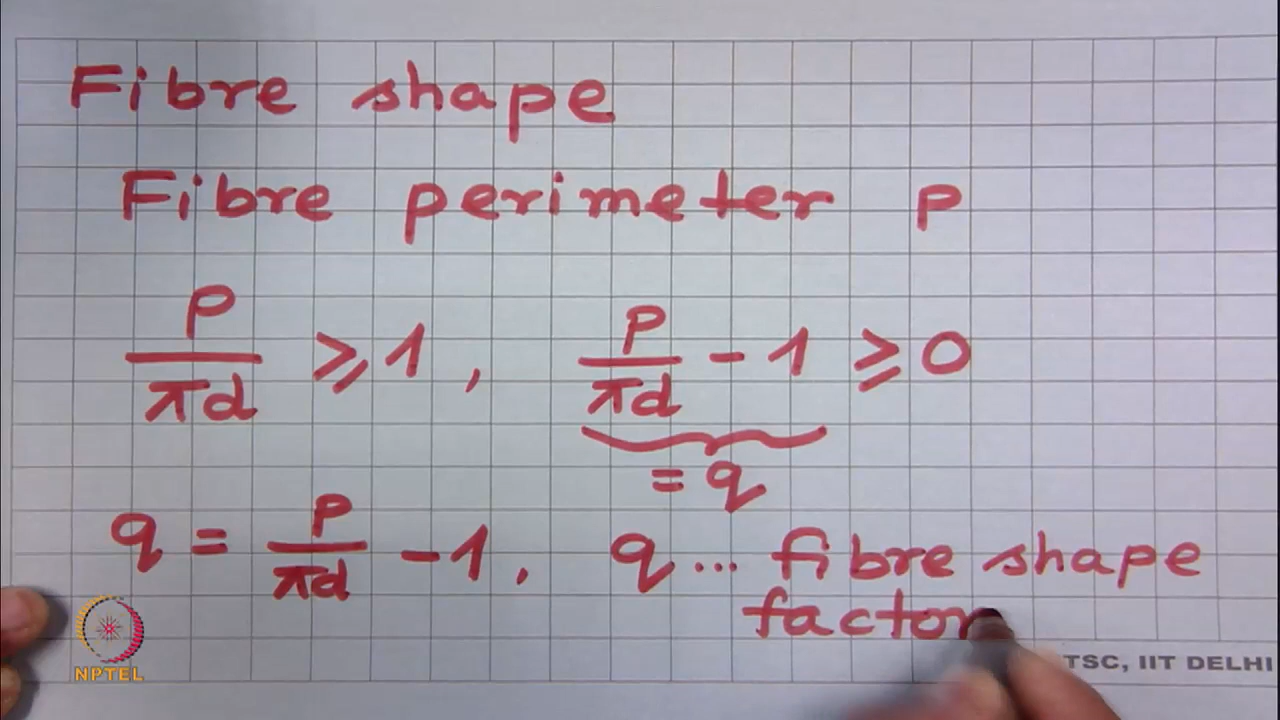 Fibre shape
Fibre perimeter p
p/πd ⩾ 1, p/πd - 1 ⩾ 0
= q
q = p/πd - 1, q... fibre shape
factor
NPTEL
TSC, IIT DELHI